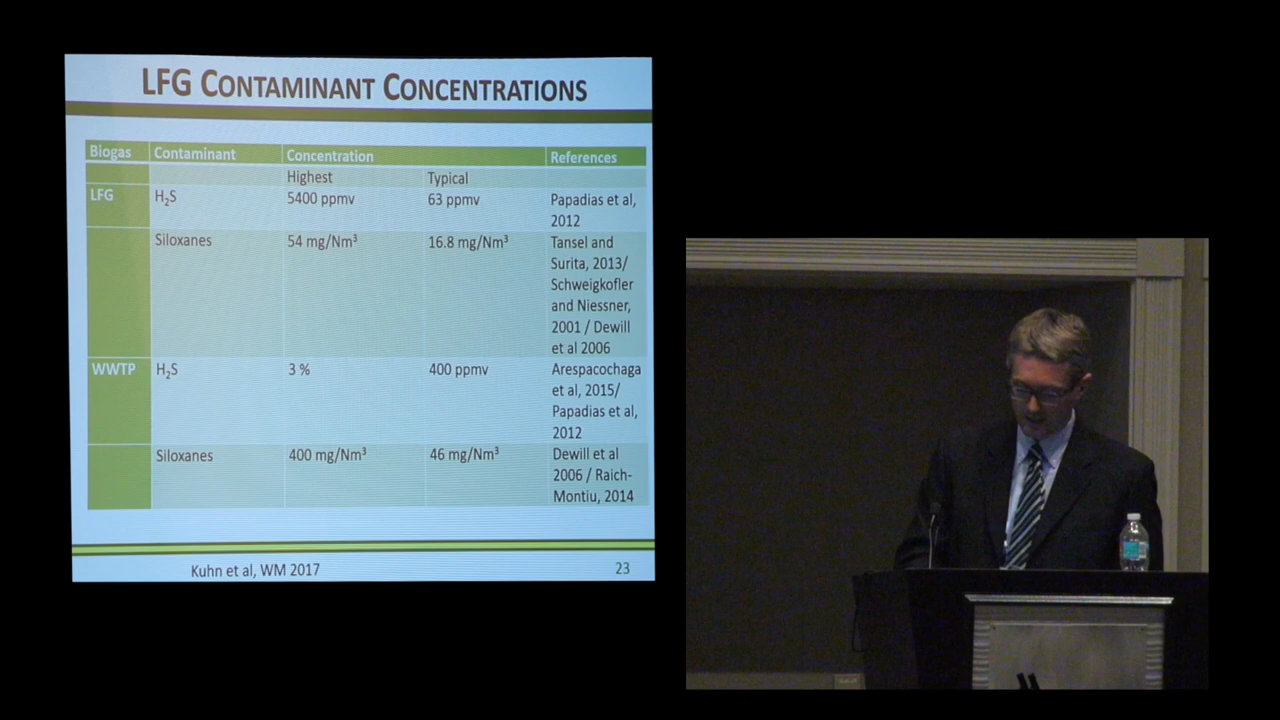 LFG CONTAMINANT CONCENTRATIONS
Biogas Contaminant Concentration References
Highest Typical
LFG H₂S 5400 ppmv 63 ppmv Papadias et al,
2012
Siloxanes 54 mg/Nm³ 16.8 mg/Nm³ Tansel and
Surita, 2013/
Schweigkofler
and Niessner,
2001 / Dewill
et al 2006
WWTP H₂S 3 % 400 ppmv Arespacochaga
et al, 2015/
Papadias et al,
2012
Siloxanes 400 mg/Nm³ 46 mg/Nm³ Dewill et al
2006 / Raich-
Montiu, 2014
Kuhn et al, WM 2017 23